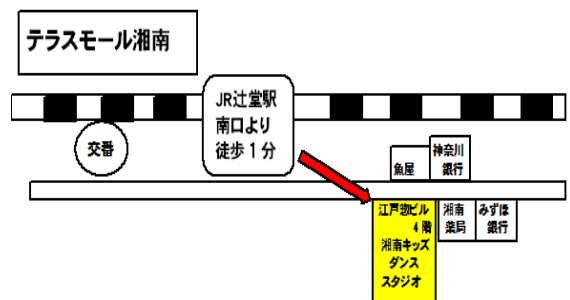 テラスモール湘南
JR辻堂駅
南口より
徒歩1分
交番
魚屋
神奈川
銀行
江戸惣ビル
4階
湘南キッズ
ダンス
スタジオ
湘南
薬局
みずほ
銀行